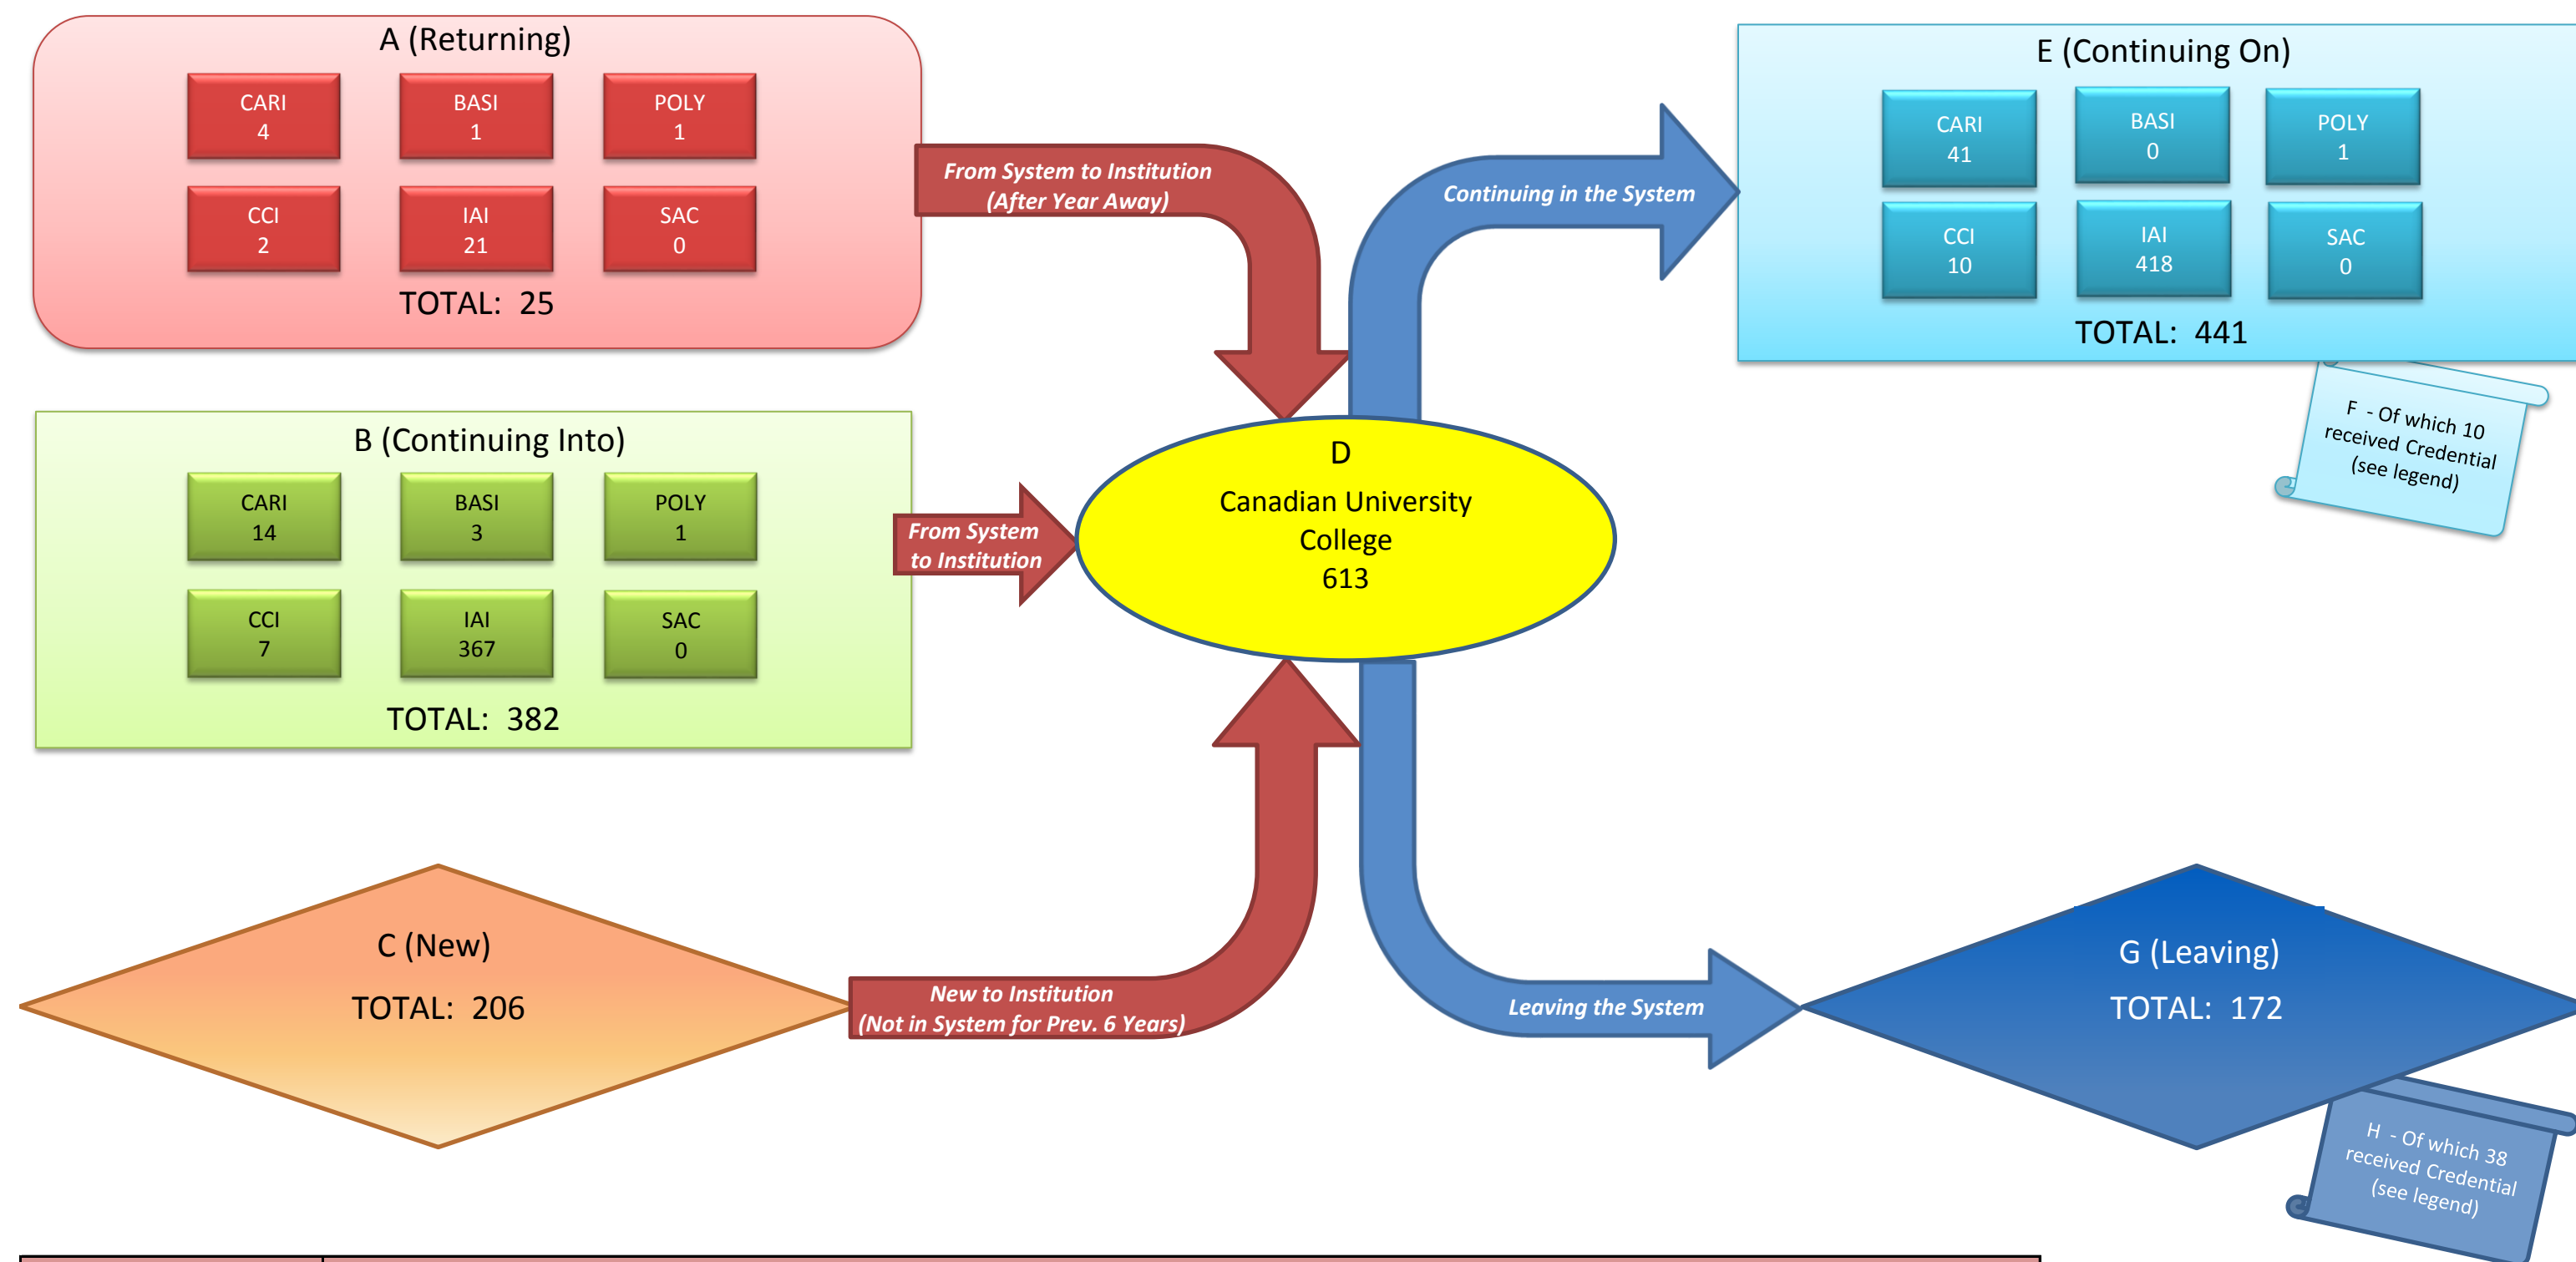 A (Returning)
CARI
4
BASI
1
POLY
1
CCI
2
IAI
21
SAC
0
TOTAL: 25
From System to Institution
(After Year Away)
Continuing in the System
E (Continuing On)
CARI
41
BASI
0
POLY
1
CCI
10
IAI
418
SAC
0
TOTAL: 441
F - Of which 10
received Credential
(see legend)
B (Continuing Into)
CARI
14
BASI
3
POLY
1
CCI
7
IAI
367
SAC
0
TOTAL: 382
From System
to Institution
D
Canadian University
College
613
C (New)
TOTAL: 206
New to Institution
(Not in System for Prev. 6 Years)
Leaving the System
G (Leaving)
TOTAL: 172
H - Of which 38
received Credential
(see legend)